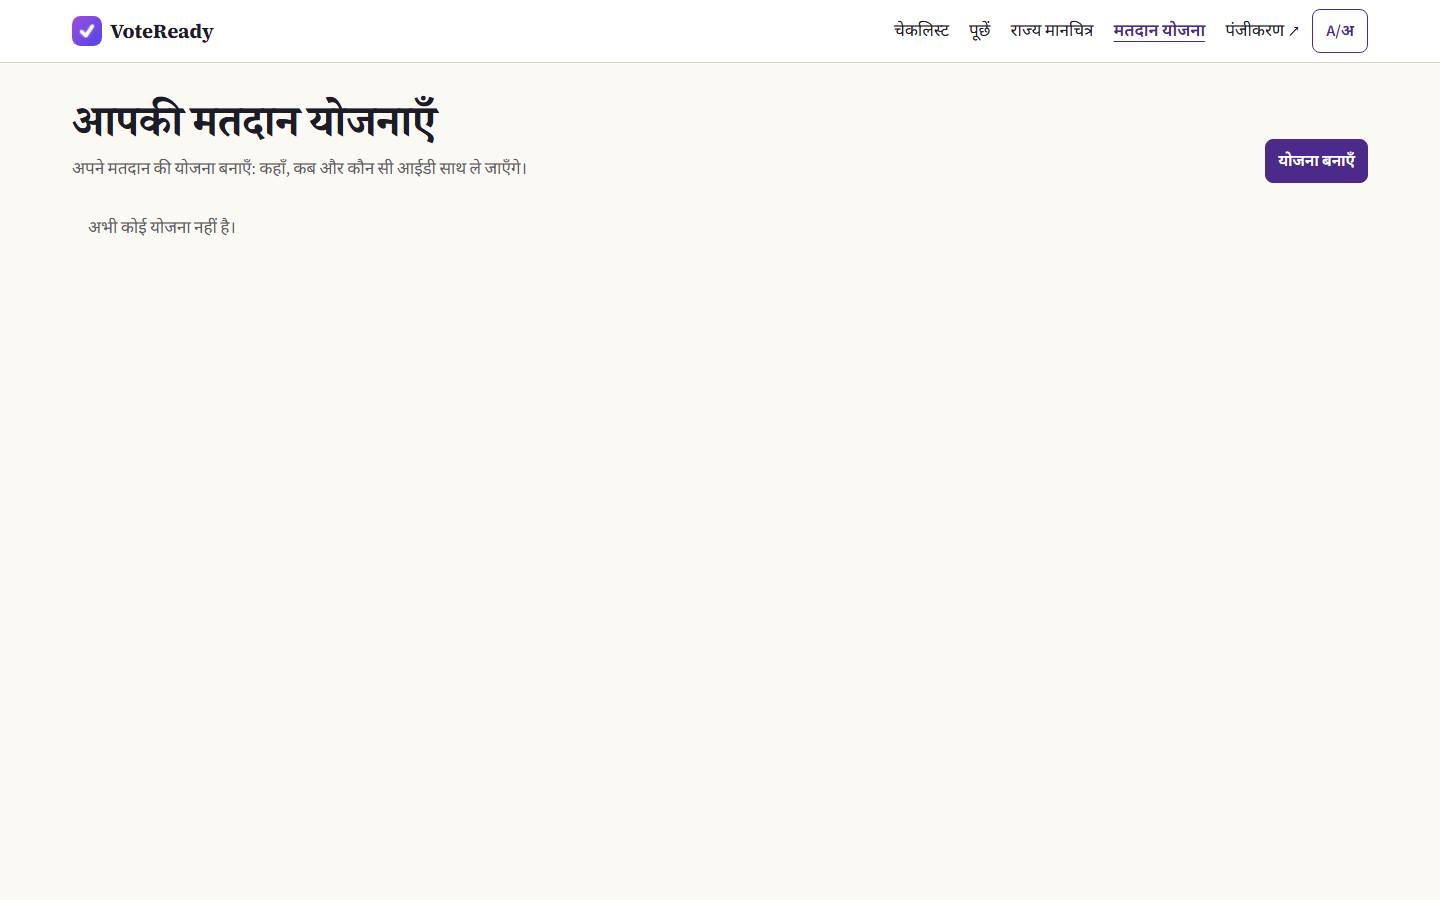 VoteReady
चेकलिस्ट
पूछें
राज्य मानचित्र
मतदान योजना
पंजीकरण ↗
A/अ
आपकी मतदान योजनाएँ
अपने मतदान की योजना बनाएँ: कहाँ, कब और कौन सी आईडी साथ ले जाएँगे।
योजना बनाएँ
अभी कोई योजना नहीं है।